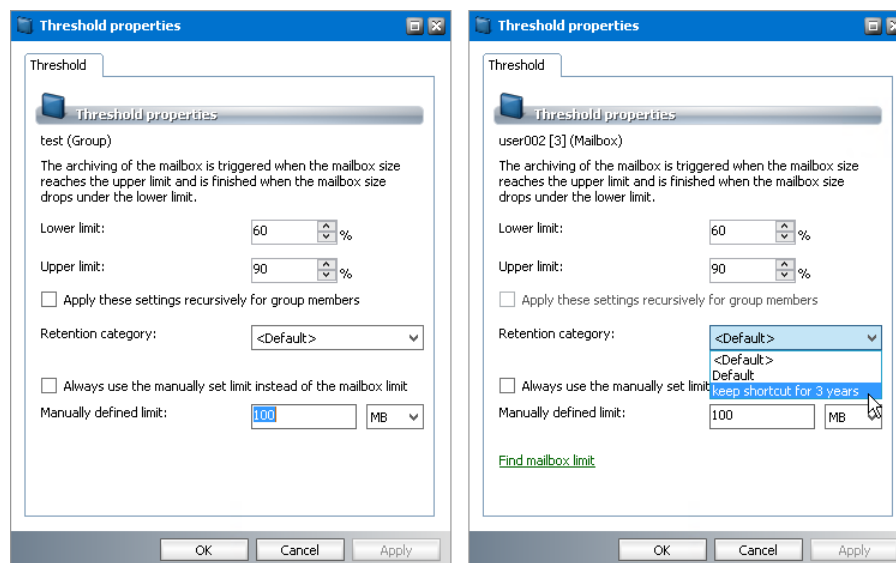 Threshold properties
Threshold
Threshold properties
test (Group)
The archiving of the mailbox is triggered when the mailbox size
reaches the upper limit and is finished when the mailbox size
drops under the lower limit.
Lower limit: 60 %
Upper limit: 90 %
Apply these settings recursively for group members
Retention category: <Default>
Always use the manually set limit instead of the mailbox limit
Manually defined limit: 100 MB
OK Cancel Apply
Threshold properties
Threshold
Threshold properties
user002 [3] (Mailbox)
The archiving of the mailbox is triggered when the mailbox size
reaches the upper limit and is finished when the mailbox size
drops under the lower limit.
Lower limit: 60 %
Upper limit: 90 %
Apply these settings recursively for group members
Retention category: <Default>
<Default>
Default
Always use the manually set limit keep shortcut for 3 years
Manually defined limit: 100 MB
Find mailbox limit
OK Cancel Apply